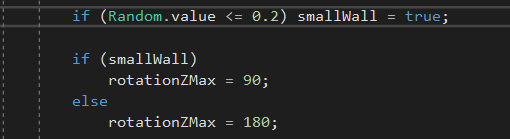 if (Random.value <= 0.2) smallWall = true;
if (smallWall)
rotationZMax = 90;
else
rotationZMax = 180;